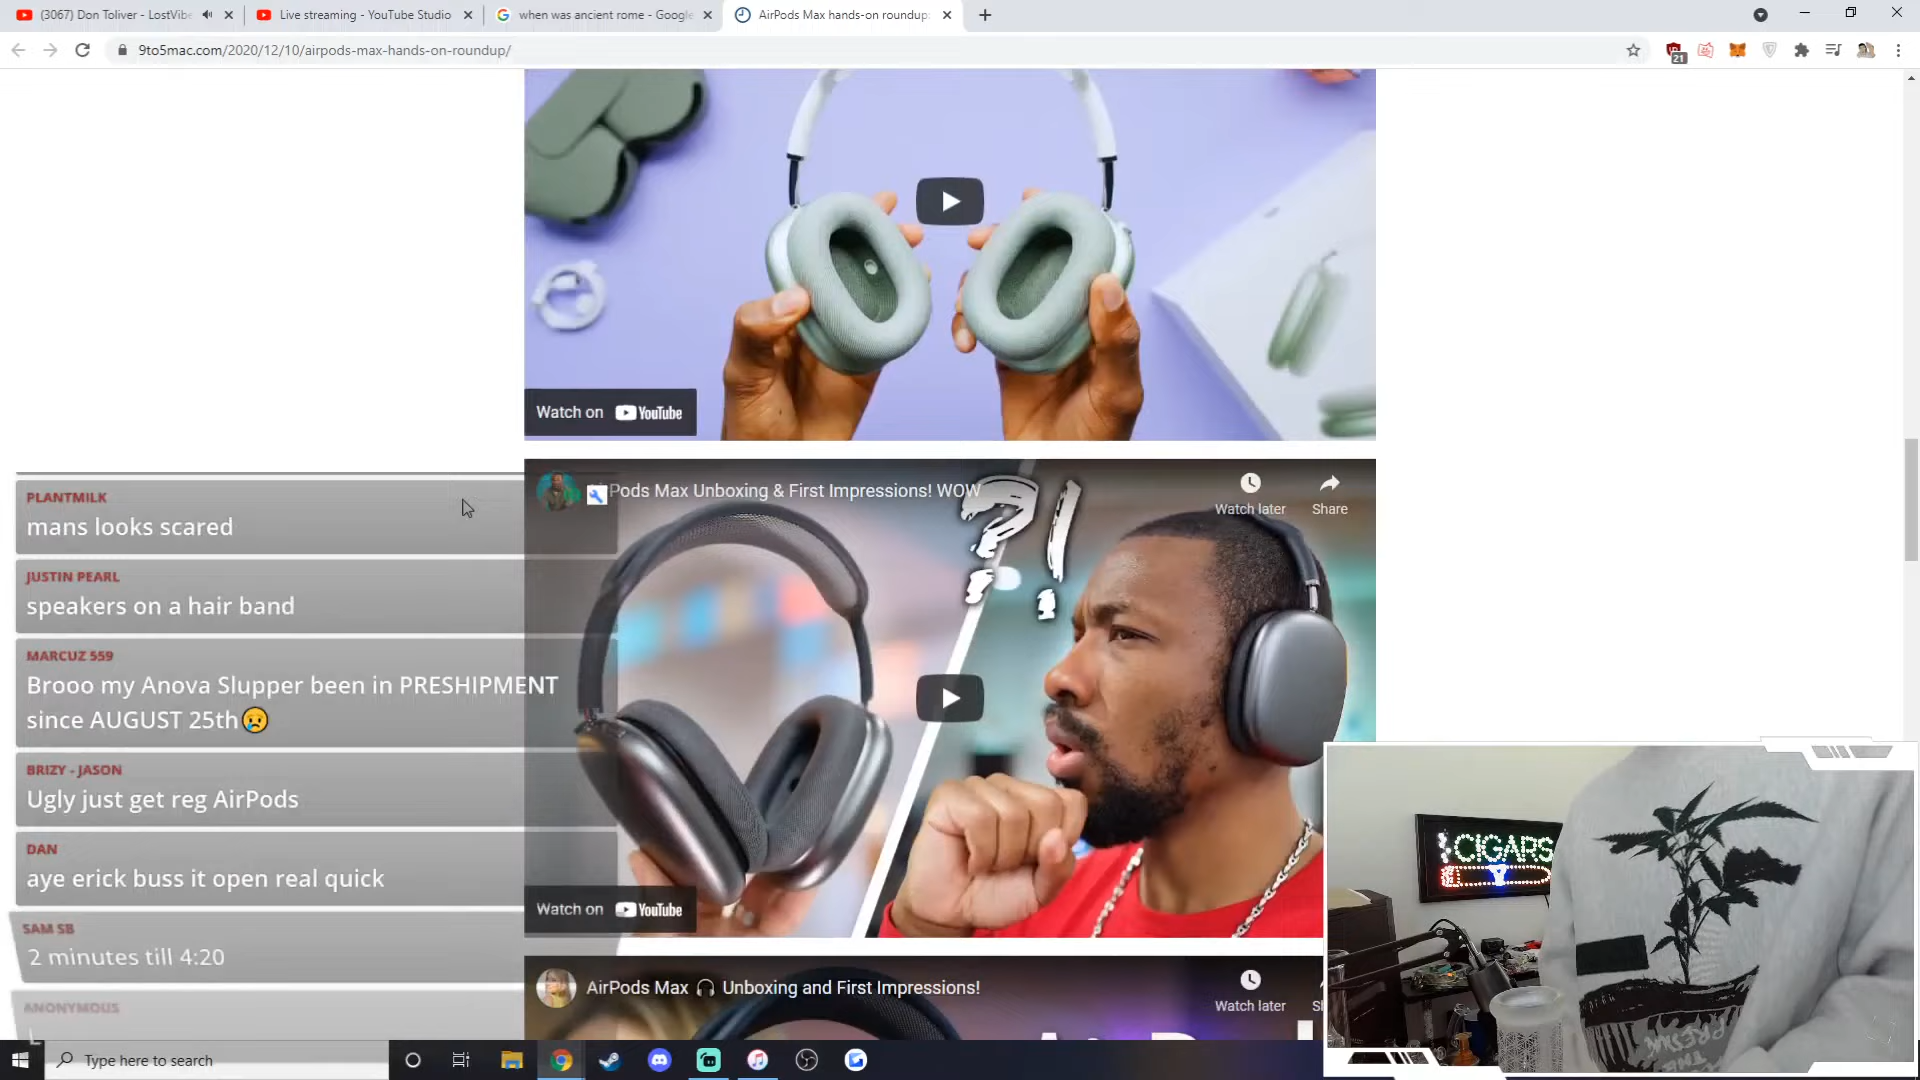 (3067) Don Toliver - LostVibe
Live streaming - YouTube Studio
when was ancient rome - Google
AirPods Max hands-on roundup:
9to5mac.com/2020/12/10/airpods-max-hands-on-roundup/
21
Watch on YouTube
Pods Max Unboxing & First Impressions! WOW
Watch later
Share
?!
Watch on YouTube
AirPods Max 🎧 Unboxing and First Impressions!
Watch later
PLANTMILK
mans looks scared
JUSTIN PEARL
speakers on a hair band
MARCUZ 559
Brooo my Anova Slupper been in PRESHIPMENT
since AUGUST 25th😢
BRIZY - JASON
Ugly just get reg AirPods
DAN
aye erick buss it open real quick
SAM SB
2 minutes till 4:20
ANONYMOUS
CIGARS
Type here to search